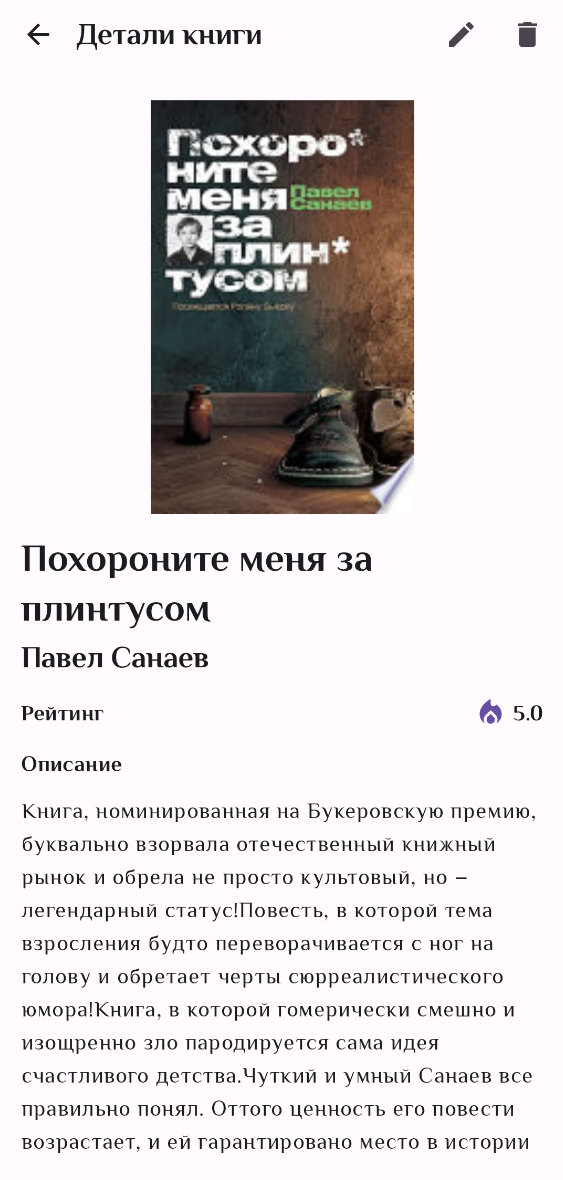 Детали книги
Похоро*
ните
меня
Павел
Санаев
за
плин*
тусом
Похороните меня за
плинтусом
Павел Санаев
Рейтинг
5.0
Описание
Книга, номинированная на Букеровскую премию,
буквально взорвала отечественный книжный
рынок и обрела не просто культовый, но –
легендарный статус!Повесть, в которой тема
взросления будто переворачивается с ног на
голову и обретает черты сюрреалистического
юмора!Книга, в которой гомерически смешно и
изощренно зло пародируется сама идея
счастливого детства.Чуткий и умный Санаев все
правильно понял. Оттого ценность его повести
возрастает, и ей гарантировано место в истории